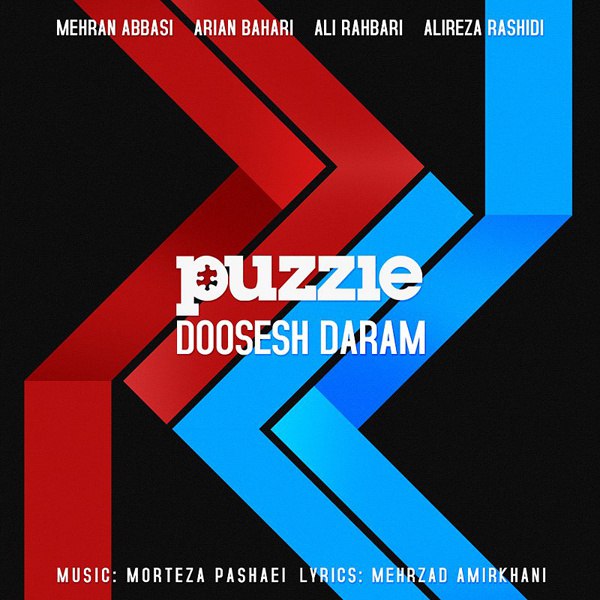 MEHRAN ABBASI ARIAN BAHARI ALI RAHBARI ALIREZA RASHIDI
puzzle
DOOSESH DARAM
MUSIC: MORTEZA PASHAEI LYRICS: MEHRZAD AMIRKHANI